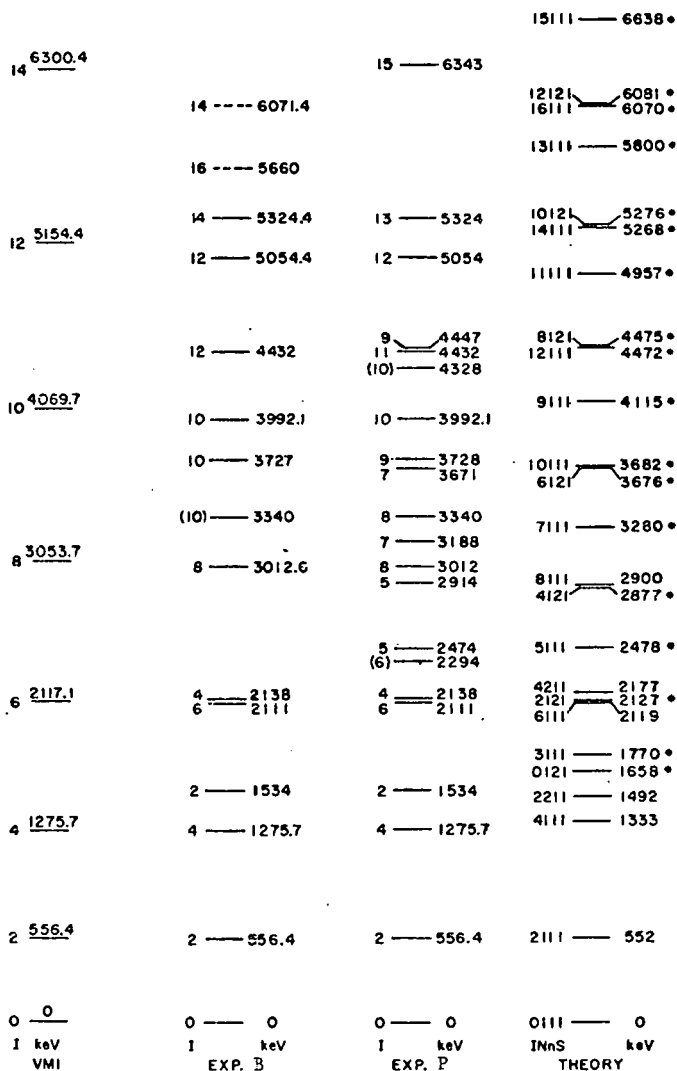 14 6300.4
12 5154.4
10 4069.7
8 3053.7
6 2117.1
4 1275.7
2 556.4
0 0
I keV
VMI
14 6071.4
16 5660
14 5324.4
12 5054.4
12 4432
10 3992.1
10 3727
(10) 3340
8 3012.6
4 2138
6 2111
2 1534
4 1275.7
2 556.4
0 0
I keV
EXP. B
15 6343
13 5324
12 5054
9 4447
11 4432
(10) 4328
10 3992.1
9 3728
7 3671
8 3340
7 3188
8 3012
5 2914
5 2474
(6) 2294
4 2138
6 2111
2 1534
4 1275.7
2 556.4
0 0
I keV
EXP. P
15111 6638 •
12121 6081 •
16111 6070 •
13111 5800 •
10121 5276 •
14111 5268 •
11111 4957 •
8121 4475 •
12111 4472 •
9111 4115 •
10111 3682 •
6121 3676 •
7111 3280 •
8111 2900
4121 2877 •
5111 2478 •
4211 2177
2121 2127 •
6111 2119
3111 1770 •
0121 1658 •
2211 1492
4111 1333
2111 552
0111 0
INnS keV
THEORY